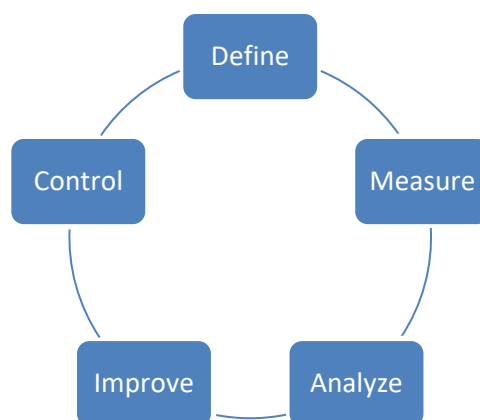 Define
Measure
Analyze
Improve
Control